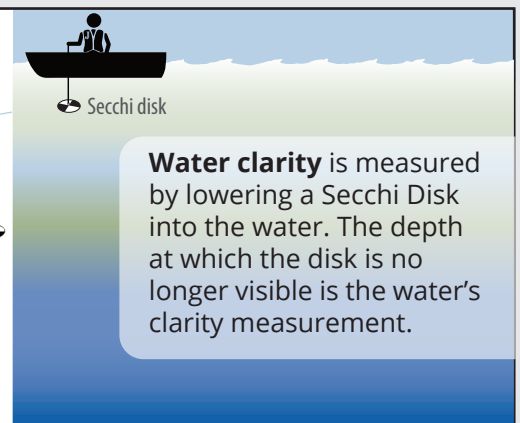 Secchi disk
Water clarity is measured
by lowering a Secchi Disk
into the water. The depth
at which the disk is no
longer visible is the water’s
clarity measurement.